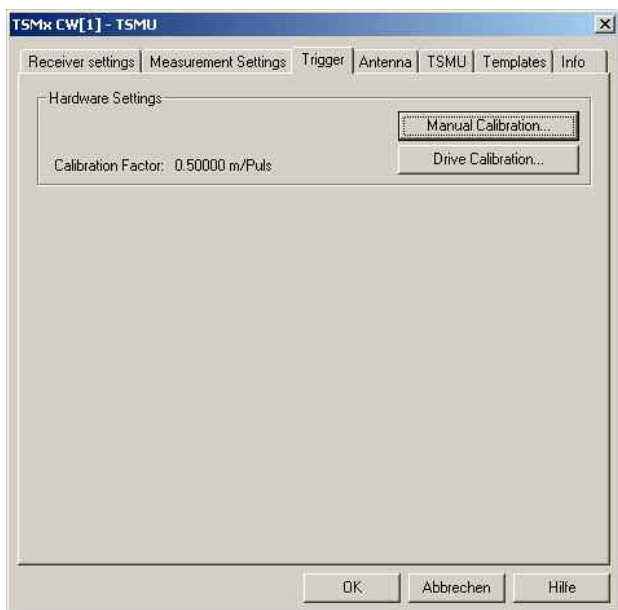 TSMx CW[1] - TSMU
Receiver settings Measurement Settings Trigger Antenna TSMU Templates Info
Hardware Settings
Manual Calibration...
Calibration Factor: 0.50000 m/Puls
Drive Calibration...
OK Abbrechen Hilfe